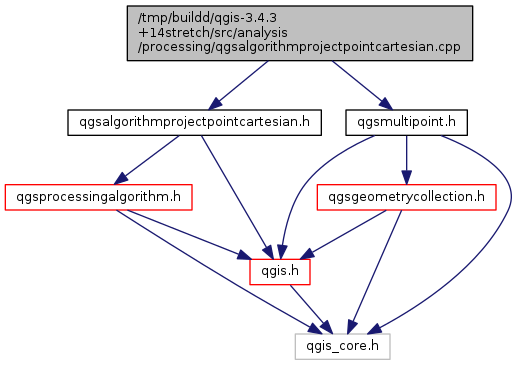 /tmp/buildd/qgis-3.4.3
+14stretch/src/analysis
/processing/qgsalgorithmprojectpointcartesian.cpp
qgsalgorithmprojectpointcartesian.h
qgsmultipoint.h
qgsprocessingalgorithm.h
qgsgeometrycollection.h
qgis.h
qgis_core.h